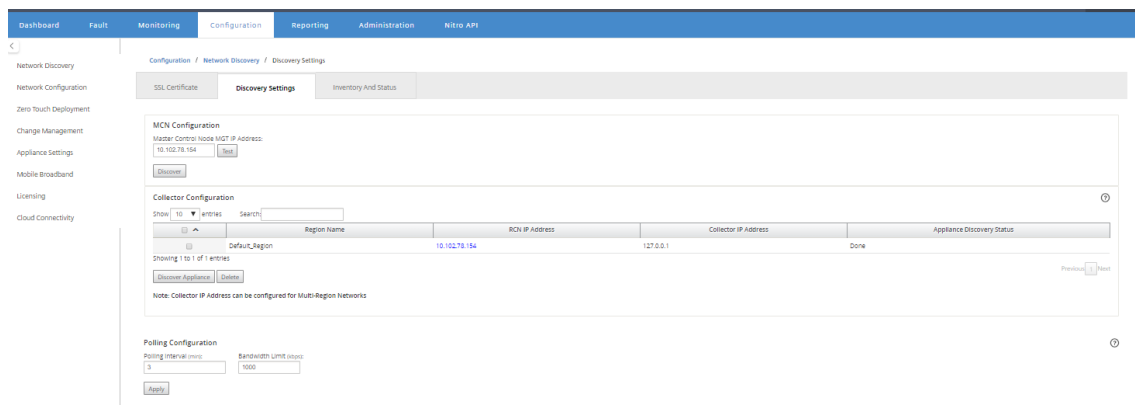 Dashboard Fault Monitoring Configuration Reporting Administration Nitro API
<
Network Discovery
Network Configuration
Zero Touch Deployment
Change Management
Appliance Settings
Mobile Broadband
Licensing
Cloud Connectivity
Configuration / Network Discovery / Discovery Settings
SSL Certificate Discovery Settings Inventory And Status
MCN Configuration
Master Control Node MGT IP Address:
10.102.78.154 Test
Discover
Collector Configuration ?
Show 10 ▼ entries Search:
Region Name RCN IP Address Collector IP Address Appliance Discovery Status
Default_Region 10.102.78.154 127.0.0.1 Done
Showing 1 to 1 of 1 entries
Previous 1 Next
Discover Appliance Delete
Note: Collector IP Address can be configured for Multi-Region Networks
Polling Configuration ?
Polling Interval (min): Bandwidth Limit (kbps):
3 1000
Apply